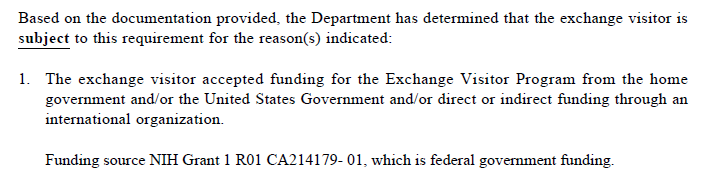 Based on the documentation provided, the Department has determined that the exchange visitor is
subject to this requirement for the reason(s) indicated:
1. The exchange visitor accepted funding for the Exchange Visitor Program from the home
government and/or the United States Government and/or direct or indirect funding through an
international organization.
Funding source NIH Grant 1 R01 CA214179- 01, which is federal government funding.